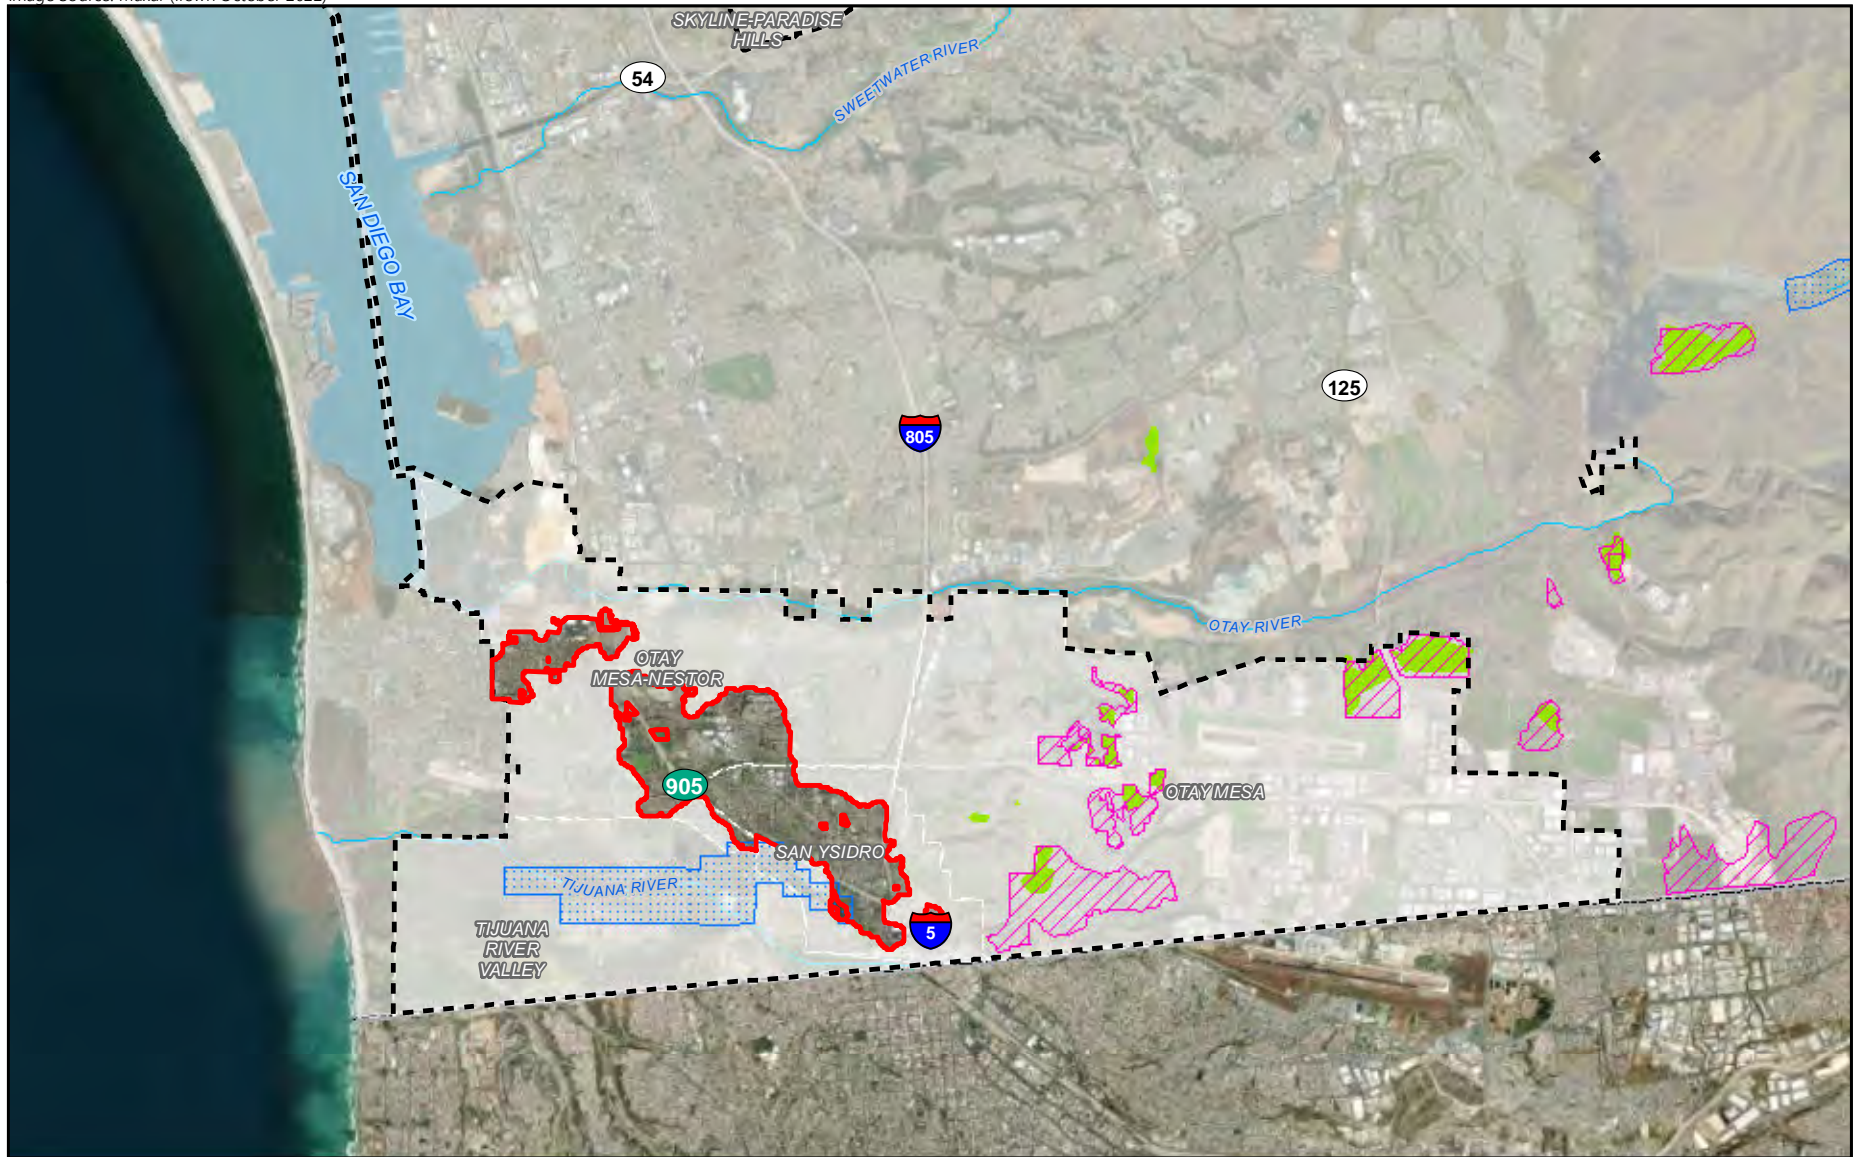 SKYLINE-PARADISE
HILLS
54
SWEETWATER RIVER
SAN DIEGO BAY
125
805
OTAY RIVER
OTAY
MESA-NESTOR
905
OTAY MESA
SAN YSIDRO
TIJUANA RIVER
TIJUANA
RIVER
VALLEY
5